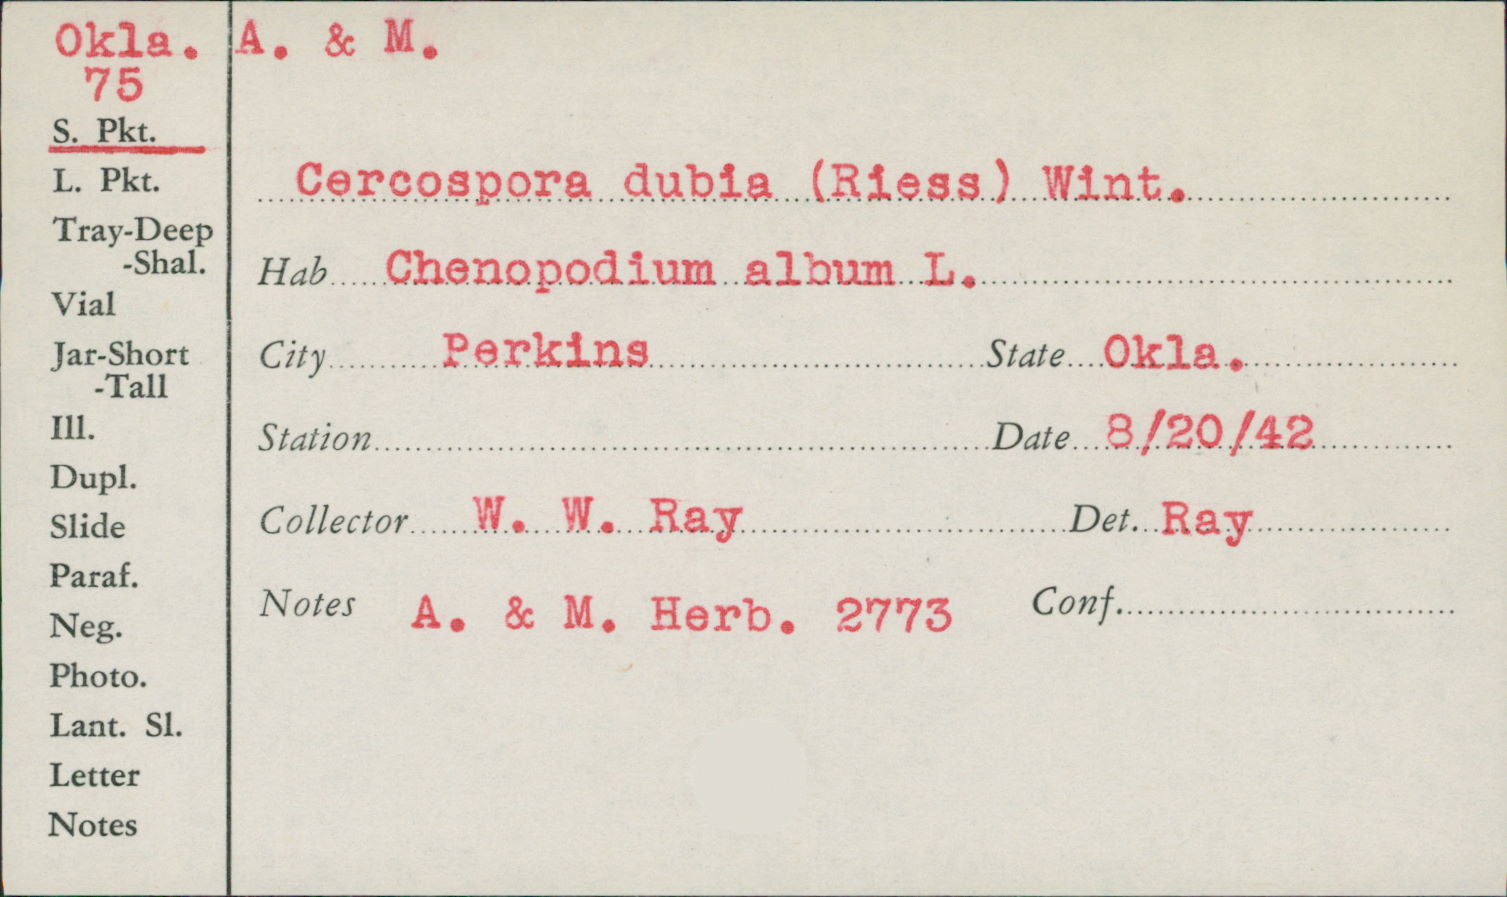 Okla. A. & M.
75
S. Pkt.
L. Pkt.
Tray-Deep
-Shal.
Vial
Jar-Short
-Tall
Ill.
Dupl.
Slide
Paraf.
Neg.
Photo.
Lant. Sl.
Letter
Notes
Cercospora dubia (Riess) Wint.
Hab Chenopodium album L.
City Perkins State Okla.
Station Date 8/20/42
Collector W. W. Ray Det. Ray
Notes A. & M. Herb. 2773 Conf.